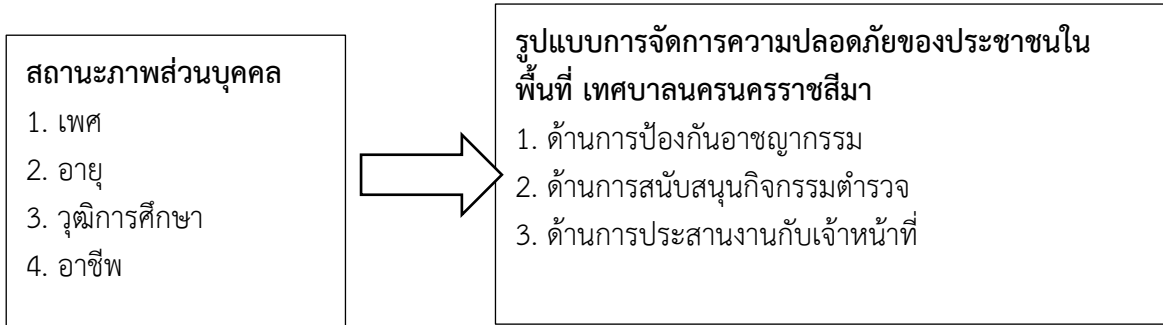 สถานะภาพส่วนบุคคล
1. เพศ
2. อายุ
3. วุฒิการศึกษา
4. อาชีพ
รูปแบบการจัดการความปลอดภัยของประชาชนใน
พื้นที่ เทศบาลนครนครราชสีมา
1. ด้านการป้องกันอาชญากรรม
2. ด้านการสนับสนุนกิจกรรมตำรวจ
3. ด้านการประสานงานกับเจ้าหน้าที่